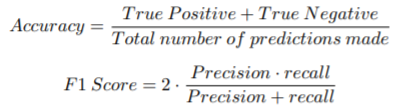 Accuracy = True Positive + True Negative / Total number of predictions made
F1 Score = 2 · Precision · recall / Precision + recall